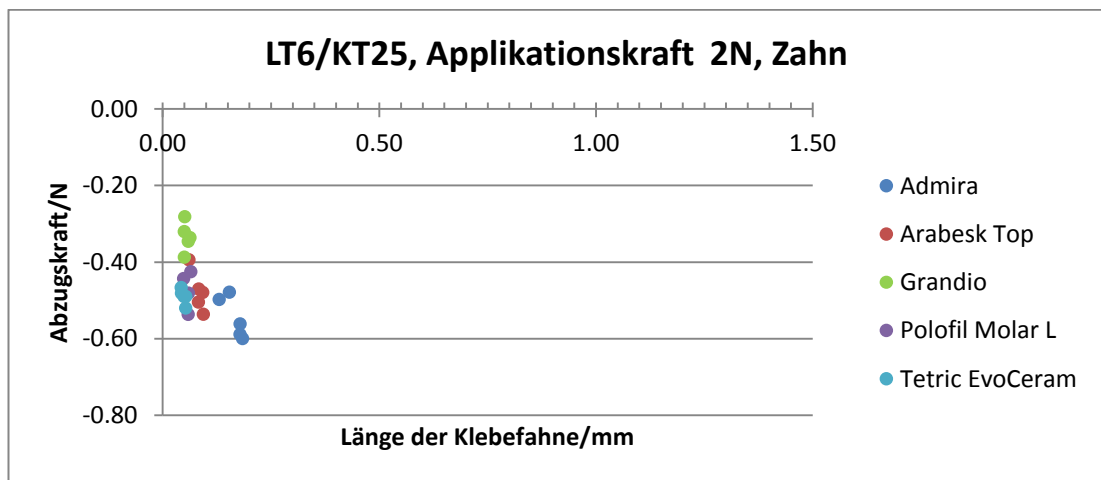 LT6/KT25, Applikationskraft  2N, Zahn
0.00
0.00 0.50 1.00 1.50
-0.20
-0.40
-0.60
-0.80
Abzugskraft/N
Länge der Klebefahne/mm
Admira
Arabesk Top
Grandio
Polofil Molar L
Tetric EvoCeram